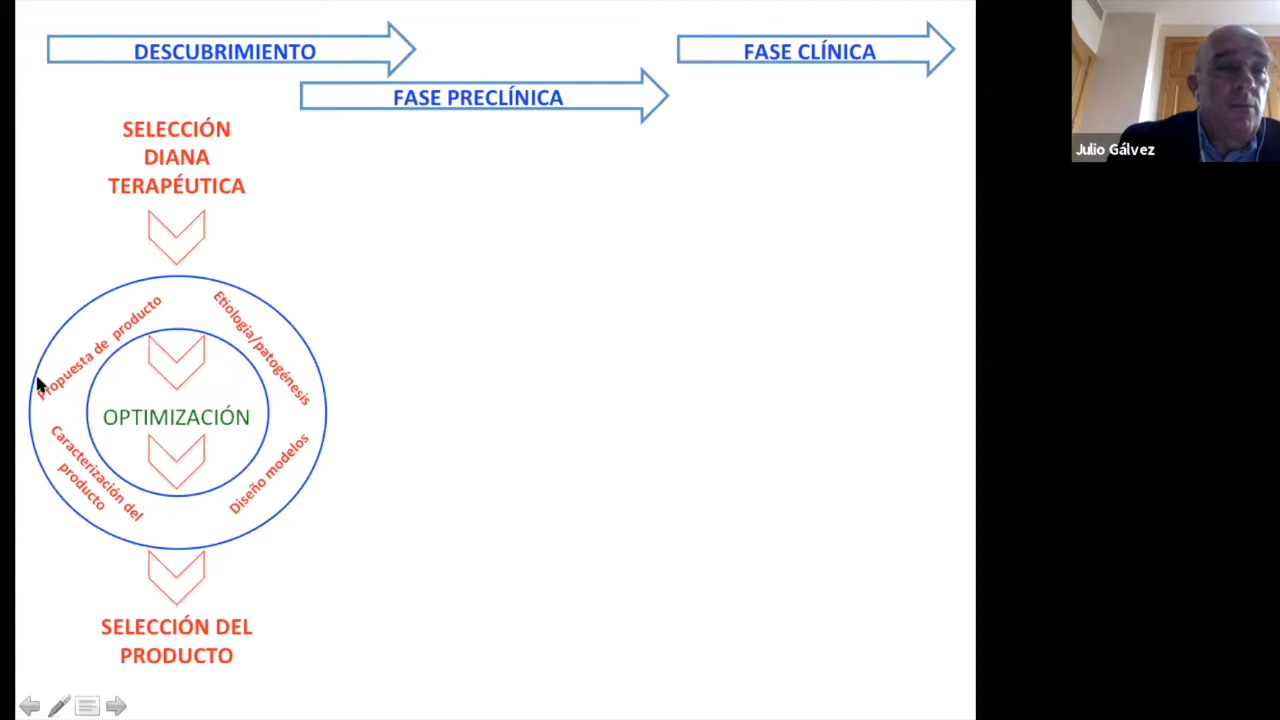 DESCUBRIMIENTO
FASE CLÍNICA
FASE PRECLÍNICA
SELECCIÓN
DIANA
TERAPÉUTICA
Julio Gálvez
Propuesta de producto
Etiologia/patogénesis
OPTIMIZACIÓN
Caracterización del
producto
Diseño modelos
SELECCIÓN DEL
PRODUCTO